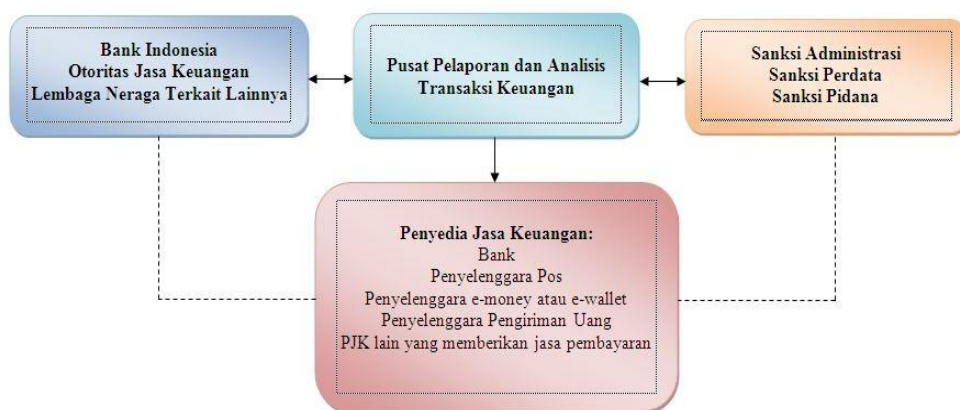 Bank Indonesia
Otoritas Jasa Keuangan
Lembaga Neraga Terkait Lainnya
Pusat Pelaporan dan Analisis
Transaksi Keuangan
Sanksi Administrasi
Sanksi Perdata
Sanksi Pidana
Penyedia Jasa Keuangan:
Bank
Penyelenggara Pos
Penyelenggara e-money atau e-wallet
Penyelenggara Pengiriman Uang
PJK lain yang memberikan jasa pembayaran